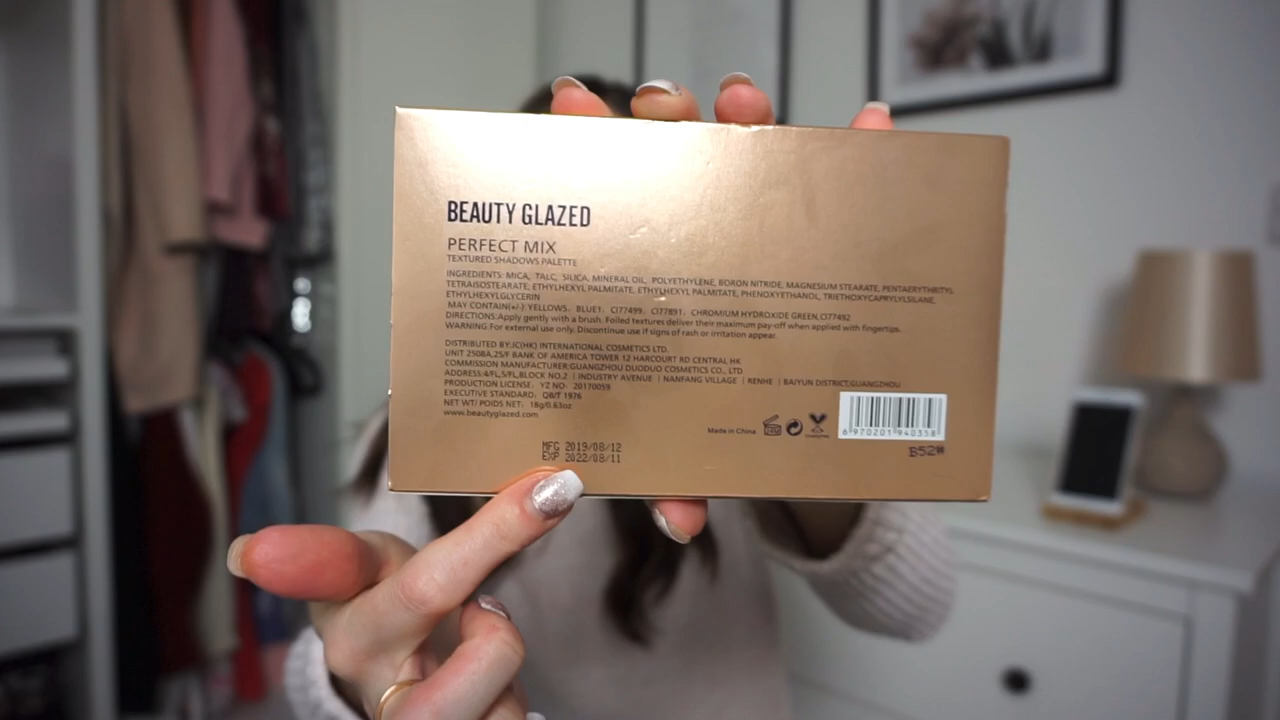 BEAUTY GLAZED
PERFECT MIX
TEXTURED SHADOWS PALETTE
INGREDIENTS: MICA, TALC, SILICA, MINERAL OIL, POLYETHYLENE, BORON NITRIDE, MAGNESIUM STEARATE, PENTAERYTHRITYL
TETRAISOSTEARATE; ETHYLHEXYL PALMITATE, ETHYLHEXYL PALMITATE, PHENOXYETHANOL, TRIETHOXYCAPRYLYLSILANE,
ETHYLHEXYLGLYCERIN
MAY CONTAIN(+/-):YELLOW5, BLUE1, CI77499, CI77891, CHROMIUM HYDROXIDE GREEN,CI77492
DIRECTIONS:Apply gently with a brush. Foiled textures deliver their maximum pay-off when applied with fingertips.
WARNING:For external use only. Discontinue use if signs of rash or irritation appear.
DISTRIBUTED BY:JC(HK) INTERNATIONAL COSMETICS LTD.
UNIT 2508A,25/F BANK OF AMERICA TOWER 12 HARCOURT RD CENTRAL HK
COMMISSION MANUFACTURER:GUANGZHOU DUODUO COSMETICS CO., LTD
ADDRESS:4/FL,5/FL,BLOCK NO.2 | INDUSTRY AVENUE | NANFANG VILLAGE | RENHE | BAIYUN DISTRICT,GUANGZHOU
PRODUCTION LICENSE: YZ NO. 20170059
EXECUTIVE STANDARD: QB/T 1976
NET WT/ POIDS NET: 18g/0.63oz
www.beautyglazed.com
Made in China
24M
6 970201 940358
MFG 2019/08/12
EXP 2022/08/11
B52#